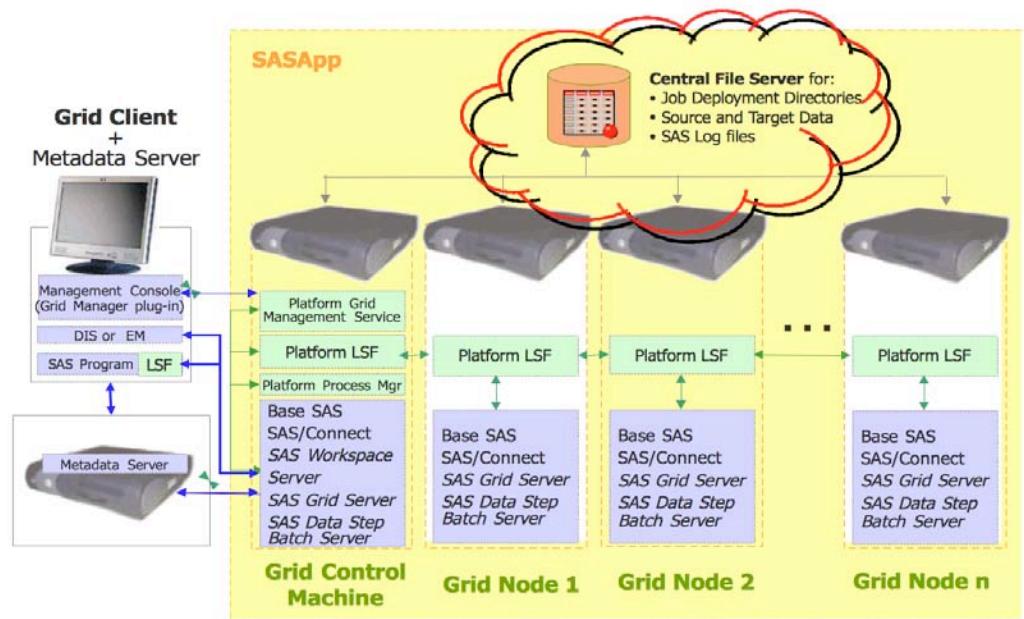 SASApp
Central File Server for:
• Job Deployment Directories
• Source and Target Data
• SAS Log files
Grid Client
+
Metadata Server
Management Console
(Grid Manager plug-in)
DIS or EM
SAS Program LSF
Metadata Server
Platform Grid
Management Service
Platform LSF
Platform Process Mgr
Base SAS
SAS/Connect
SAS Workspace
Server
SAS Grid Server
SAS Data Step
Batch Server
Grid Control
Machine
Platform LSF
Base SAS
SAS/Connect
SAS Grid Server
SAS Data Step
Batch Server
Grid Node 1
Platform LSF
Base SAS
SAS/Connect
SAS Grid Server
SAS Data Step
Batch Server
Grid Node 2
...
Platform LSF
Base SAS
SAS/Connect
SAS Grid Server
SAS Data Step
Batch Server
Grid Node n